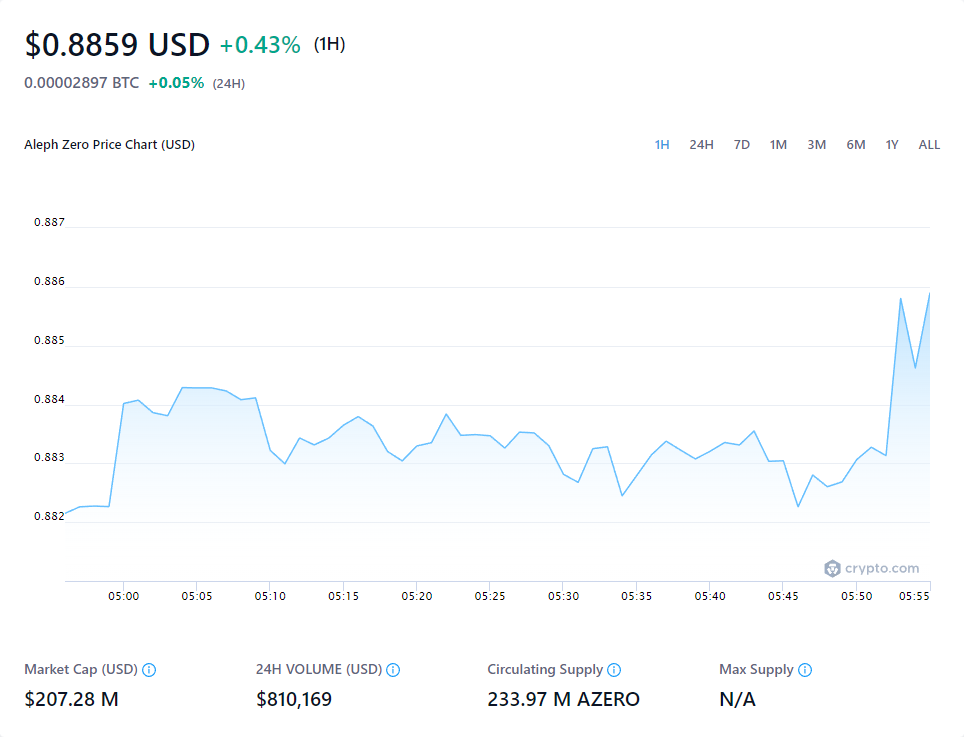 $0.8859 USD +0.43% (1H)
0.00002897 BTC +0.05% (24H)
Aleph Zero Price Chart (USD) 1H 24H 7D 1M 3M 6M 1Y ALL
0.887
0.886
0.885
0.884
0.883
0.882
crypto.com
05:00 05:05 05:10 05:15 05:20 05:25 05:30 05:35 05:40 05:45 05:50 05:55
Market Cap (USD) 24H VOLUME (USD) Circulating Supply Max Supply
$207.28 M $810,169 233.97 M AZERO N/A